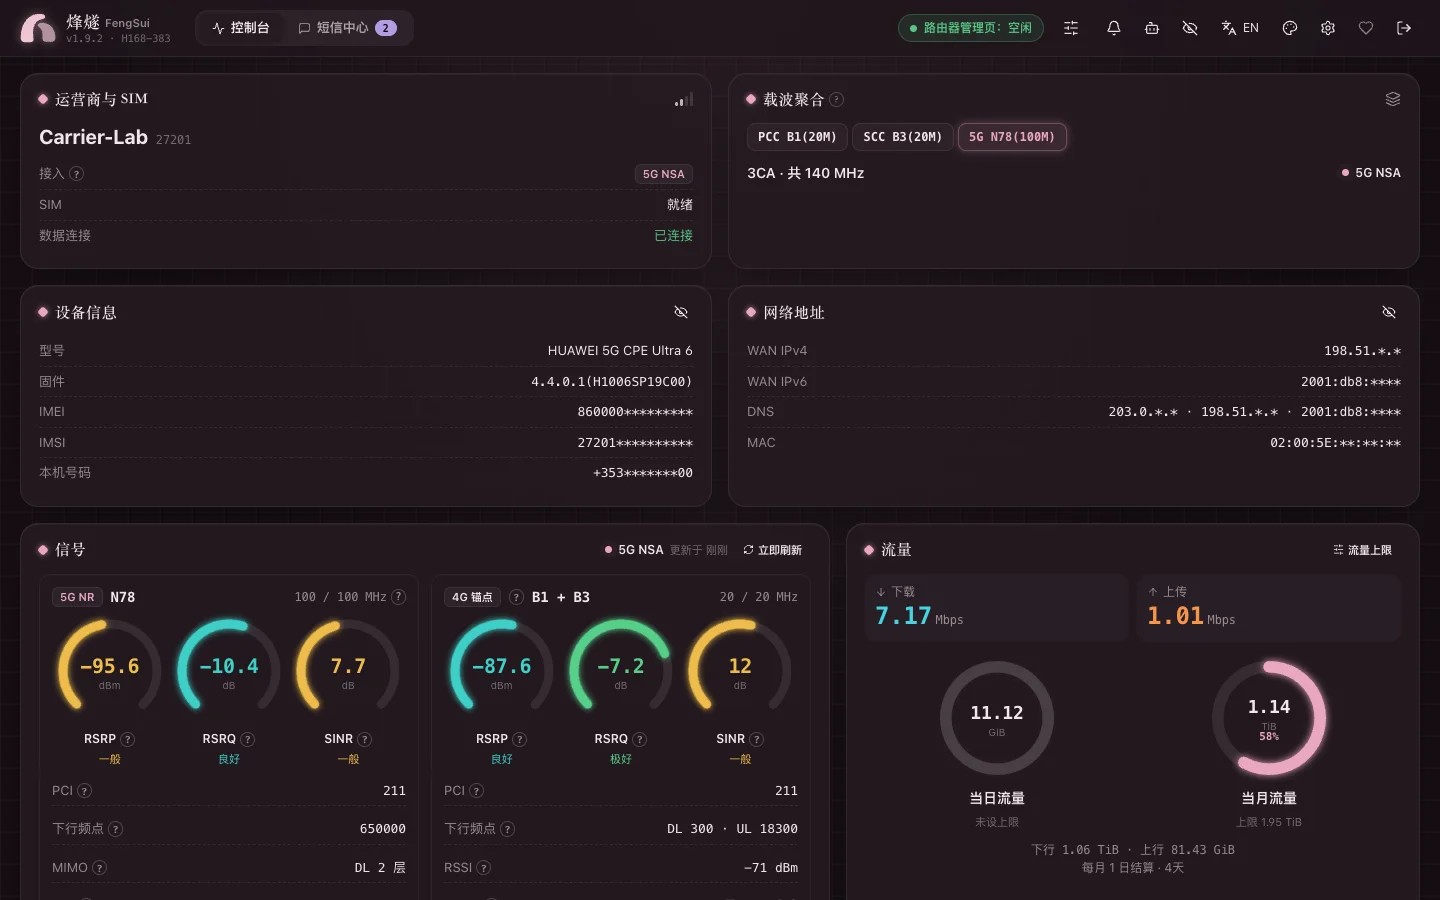 烽燧 FengSui
v1.9.2 · H168-383
控制台
短信中心 2
路由器管理页: 空闲
EN
运营商与 SIM
Carrier-Lab 27201
接入 ?
5G NSA
SIM
就绪
数据连接
已连接
载波聚合 ?
PCC B1(20M)
SCC B3(20M)
5G N78(100M)
3CA · 共 140 MHz
5G NSA
设备信息
型号
HUAWEI 5G CPE Ultra 6
固件
4.4.0.1(H1006SP19C00)
IMEI
860000*********
IMSI
27201**********
本机号码
+353*******00
网络地址
WAN IPv4
198.51.*.*
WAN IPv6
2001:db8:****
DNS
203.0.*.* · 198.51.*.* · 2001:db8:****
MAC
02:00:5E:**:**:**
信号
5G NSA 更新于 刚刚
立即刷新
5G NR N78
100 / 100 MHz ?
-95.6
dBm
-10.4
dB
7.7
dB
RSRP ?
一般
RSRQ ?
良好
SINR ?
一般
PCI ?
211
下行频点 ?
650000
MIMO ?
DL 2 层
4G 锚点 ? B1 + B3
20 / 20 MHz
-87.6
dBm
-7.2
dB
12
dB
RSRP ?
良好
RSRQ ?
极好
SINR ?
一般
PCI ?
211
下行频点 ?
DL 300 · UL 18300
RSSI ?
-71 dBm
流量
流量上限
↓ 下载
7.17 Mbps
↑ 上传
1.01 Mbps
11.12
GiB
当日流量
未设上限
1.14
TiB
58%
当月流量
上限 1.95 TiB
下行 1.06 TiB · 上行 81.43 GiB
每月 1 日结算 · 4天